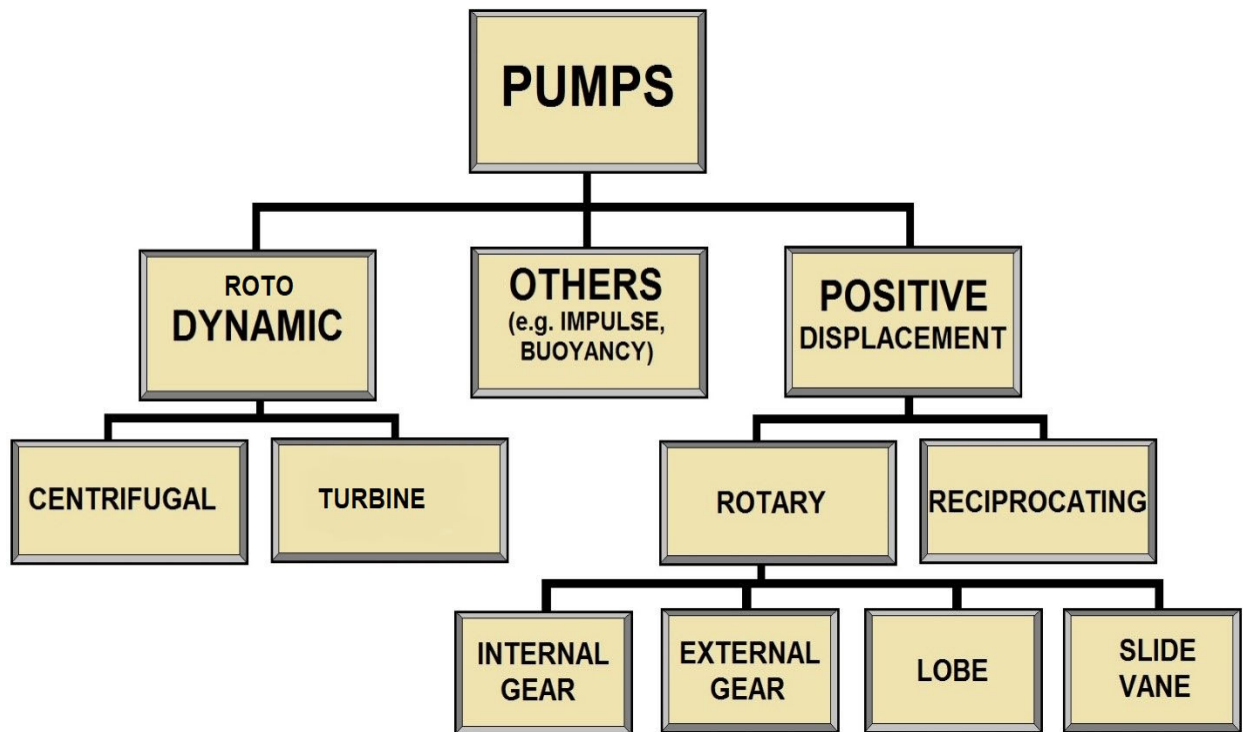 PUMPS
ROTO
DYNAMIC
OTHERS
(e.g. IMPULSE,
BUOYANCY)
POSITIVE
DISPLACEMENT
CENTRIFUGAL
TURBINE
ROTARY
RECIPROCATING
INTERNAL
GEAR
EXTERNAL
GEAR
LOBE
SLIDE
VANE